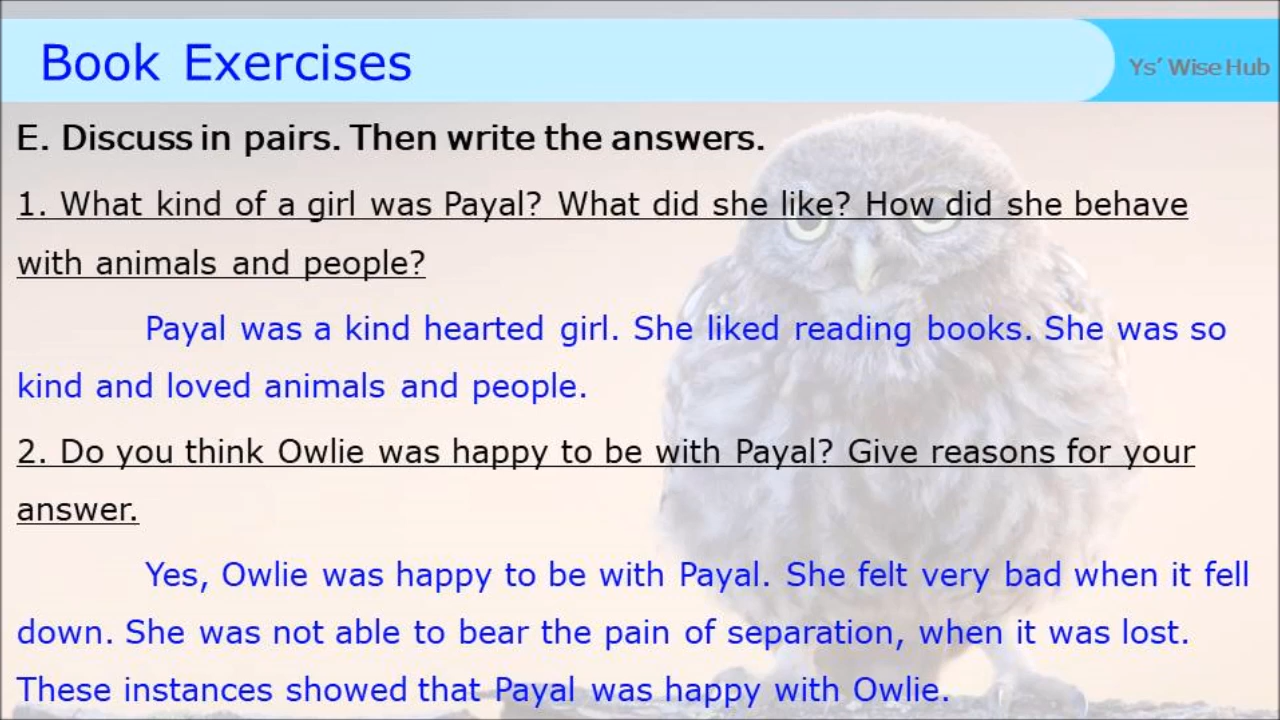 Book Exercises
Ys’ Wise Hub
E. Discuss in pairs. Then write the answers.
1. What kind of a girl was Payal? What did she like? How did she behave
with animals and people?
Payal was a kind hearted girl. She liked reading books. She was so
kind and loved animals and people.
2. Do you think Owlie was happy to be with Payal? Give reasons for your
answer.
Yes, Owlie was happy to be with Payal. She felt very bad when it fell
down. She was not able to bear the pain of separation, when it was lost.
These instances showed that Payal was happy with Owlie.